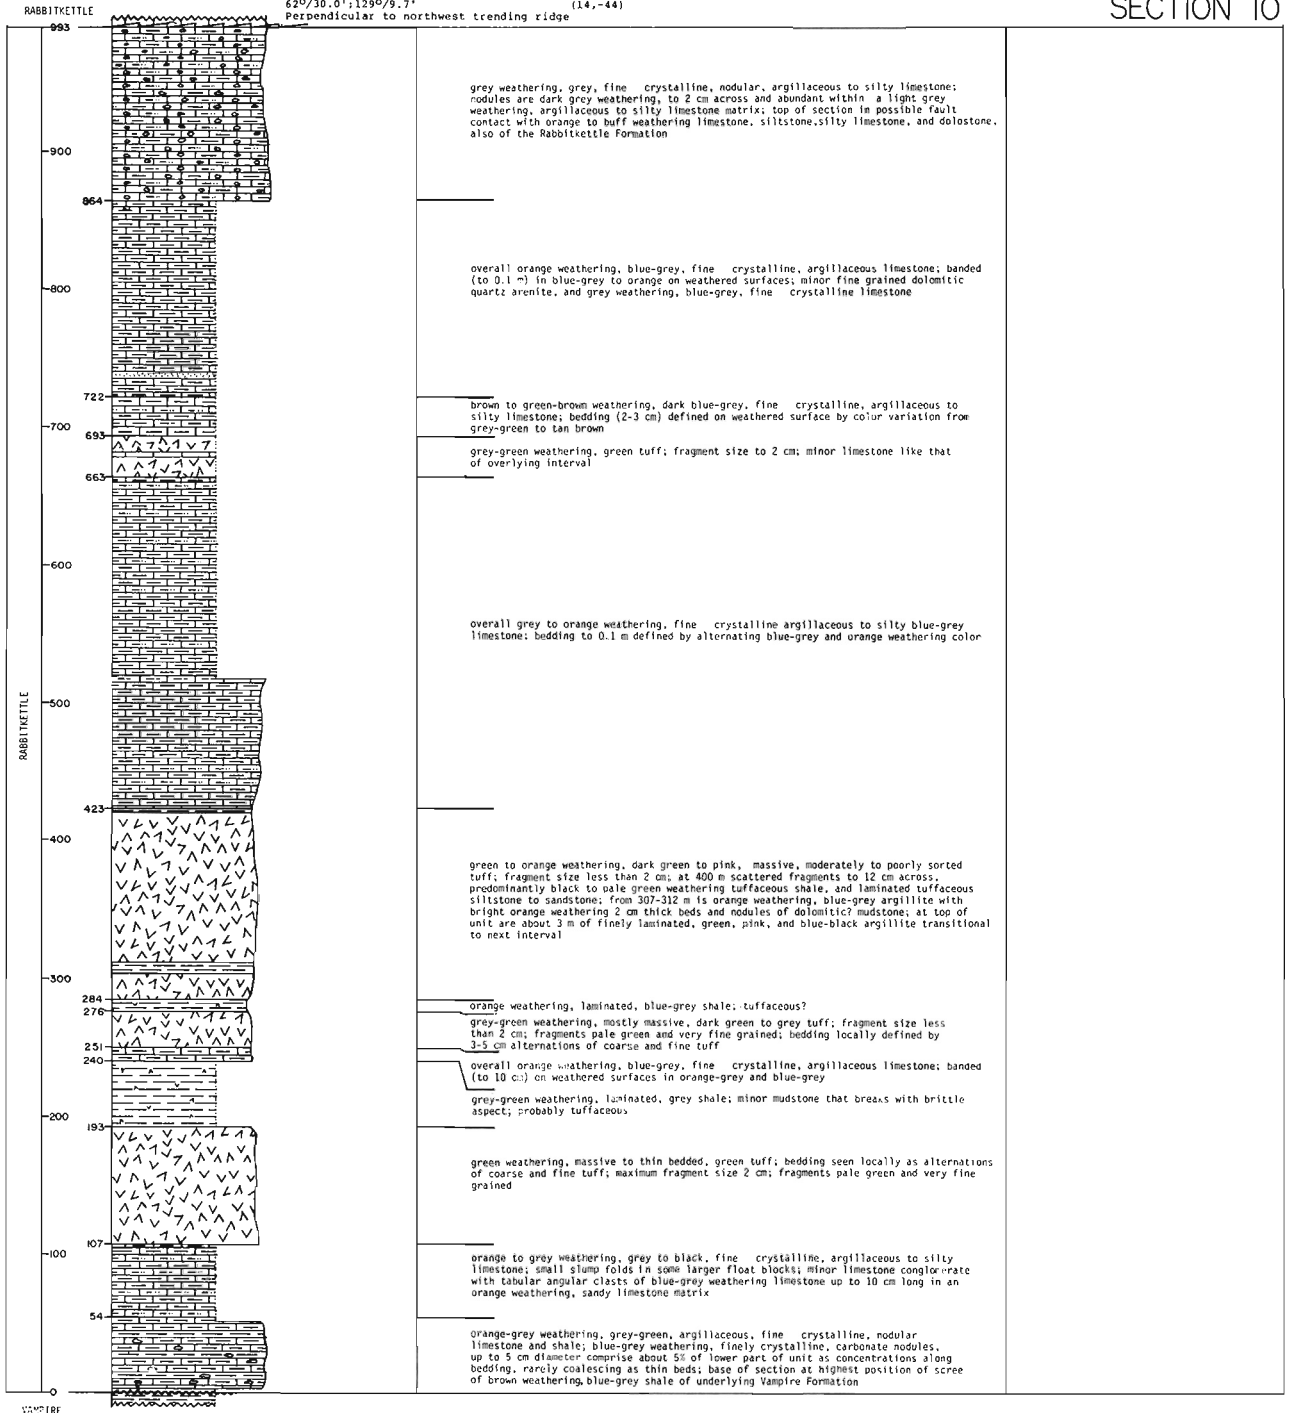 RABBITKETTLE
62°/30.0';129°/9.7' (14,-44)
Perpendicular to northwest trending ridge
SECTION 10
993
grey weathering, grey, fine crystalline, nodular, argillaceous to silty limestone;
nodules are dark grey weathering, to 2 cm across and abundant within a light grey
weathering, argillaceous to silty limestone matrix; top of section in possible fault
contact with orange to buff weathering limestone, siltstone, silty limestone, and dolostone,
also of the Rabbitkettle Formation
900
864
overall orange weathering, blue-grey, fine crystalline, argillaceous limestone; banded
(to 0.1 m) in blue-grey to orange on weathered surfaces; minor fine grained dolomitic
quartz arenite, and grey weathering, blue-grey, fine crystalline limestone
800
722
brown to green-brown weathering, dark blue-grey, fine crystalline, argillaceous to
silty limestone; bedding (2-3 cm) defined on weathered surface by colur variation from
grey-green to tan brown
700
693
grey-green weathering, green tuff; fragment size to 2 cm; minor limestone like that
of overlying interval
663
600
overall grey to orange weathering, fine crystalline argillaceous to silty blue-grey
limestone; bedding to 0.1 m defined by alternating blue-grey and orange weathering color
RABBITKETTLE
500
423
400
green to orange weathering, dark green to pink, massive, moderately to poorly sorted
tuff; fragment size less than 2 cm; at 400 m scattered fragments to 12 cm across,
predominantly black to pale green weathering tuffaceous shale, and laminated tuffaceous
siltstone to sandstone; from 307-312 m is orange weathering, blue-grey argillite with
bright orange weathering 2 cm thick beds and nodules of dolomitic? mudstone; at top of
unit are about 3 m of finely laminated, green, pink, and blue-black argillite transitional
to next interval
300
284
orange weathering, laminated, blue-grey shale; tuffaceous?
276
grey-green weathering, mostly massive, dark green to grey tuff; fragment size less
than 2 cm; fragments pale green and very fine grained; bedding locally defined by
3-5 cm alternations of coarse and fine tuff
251
240
overall orange weathering, blue-grey, fine crystalline, argillaceous limestone; banded
(to 10 cm) on weathered surfaces in orange-grey and blue-grey
grey-green weathering, laminated, grey shale; minor mudstone that breaks with brittle
aspect; probably tuffaceous
200
193
green weathering, massive to thin bedded, green tuff; bedding seen locally as alternations
of coarse and fine tuff; maximum fragment size 2 cm; fragments pale green and very fine
grained
107
100
orange to grey weathering, grey to black, fine crystalline, argillaceous to silty
limestone; small slump folds in some larger float blocks; minor limestone conglomerate
with tabular angular clasts of blue-grey weathering limestone up to 10 cm long in an
orange weathering, sandy limestone matrix
54
orange-grey weathering, grey-green, argillaceous, fine crystalline, nodular
limestone and shale; blue-grey weathering, finely crystalline, carbonate nodules,
up to 5 cm diameter comprise about 5% of lower part of unit as concentrations along
bedding, rarely coalescing as thin beds; base of section at highest position of scree
of brown weathering, blue-grey shale of underlying Vampire Formation
0
VAMPIRE